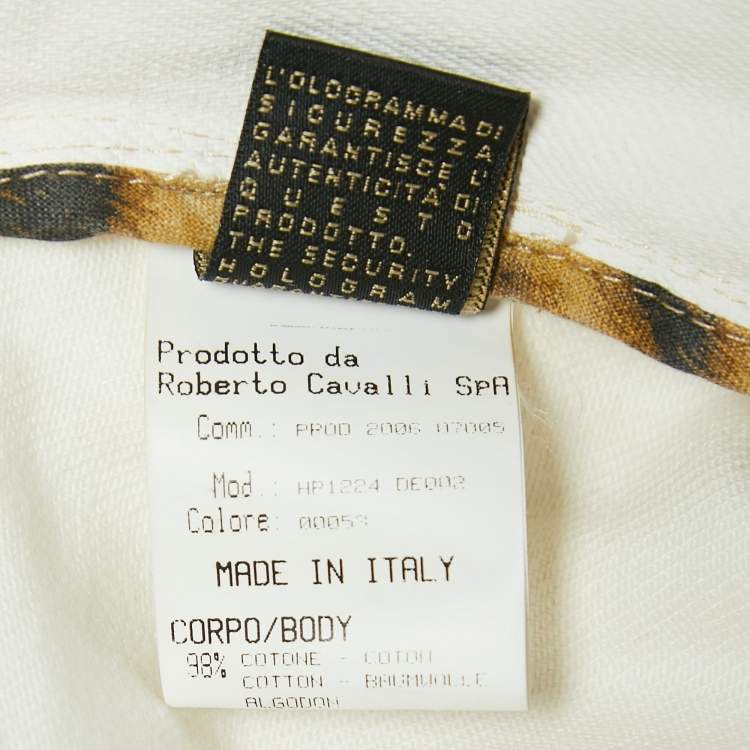 L'OLOGRAMMA DI
SICUREZZA
GARANTISCE L'
AUTENTICITÀ DI
QUESTO
PRODOTTO.
THE SECURITY
HOLOGRAM
Prodotto da
Roberto Cavalli SpA
Comm.: PROD 2006 07005
Mod.: HP1224 DE002
Colore: 00053
MADE IN ITALY
CORPO/BODY
98% COTONE - COTON
COTTON - BAUMWOLLE
ALGODON